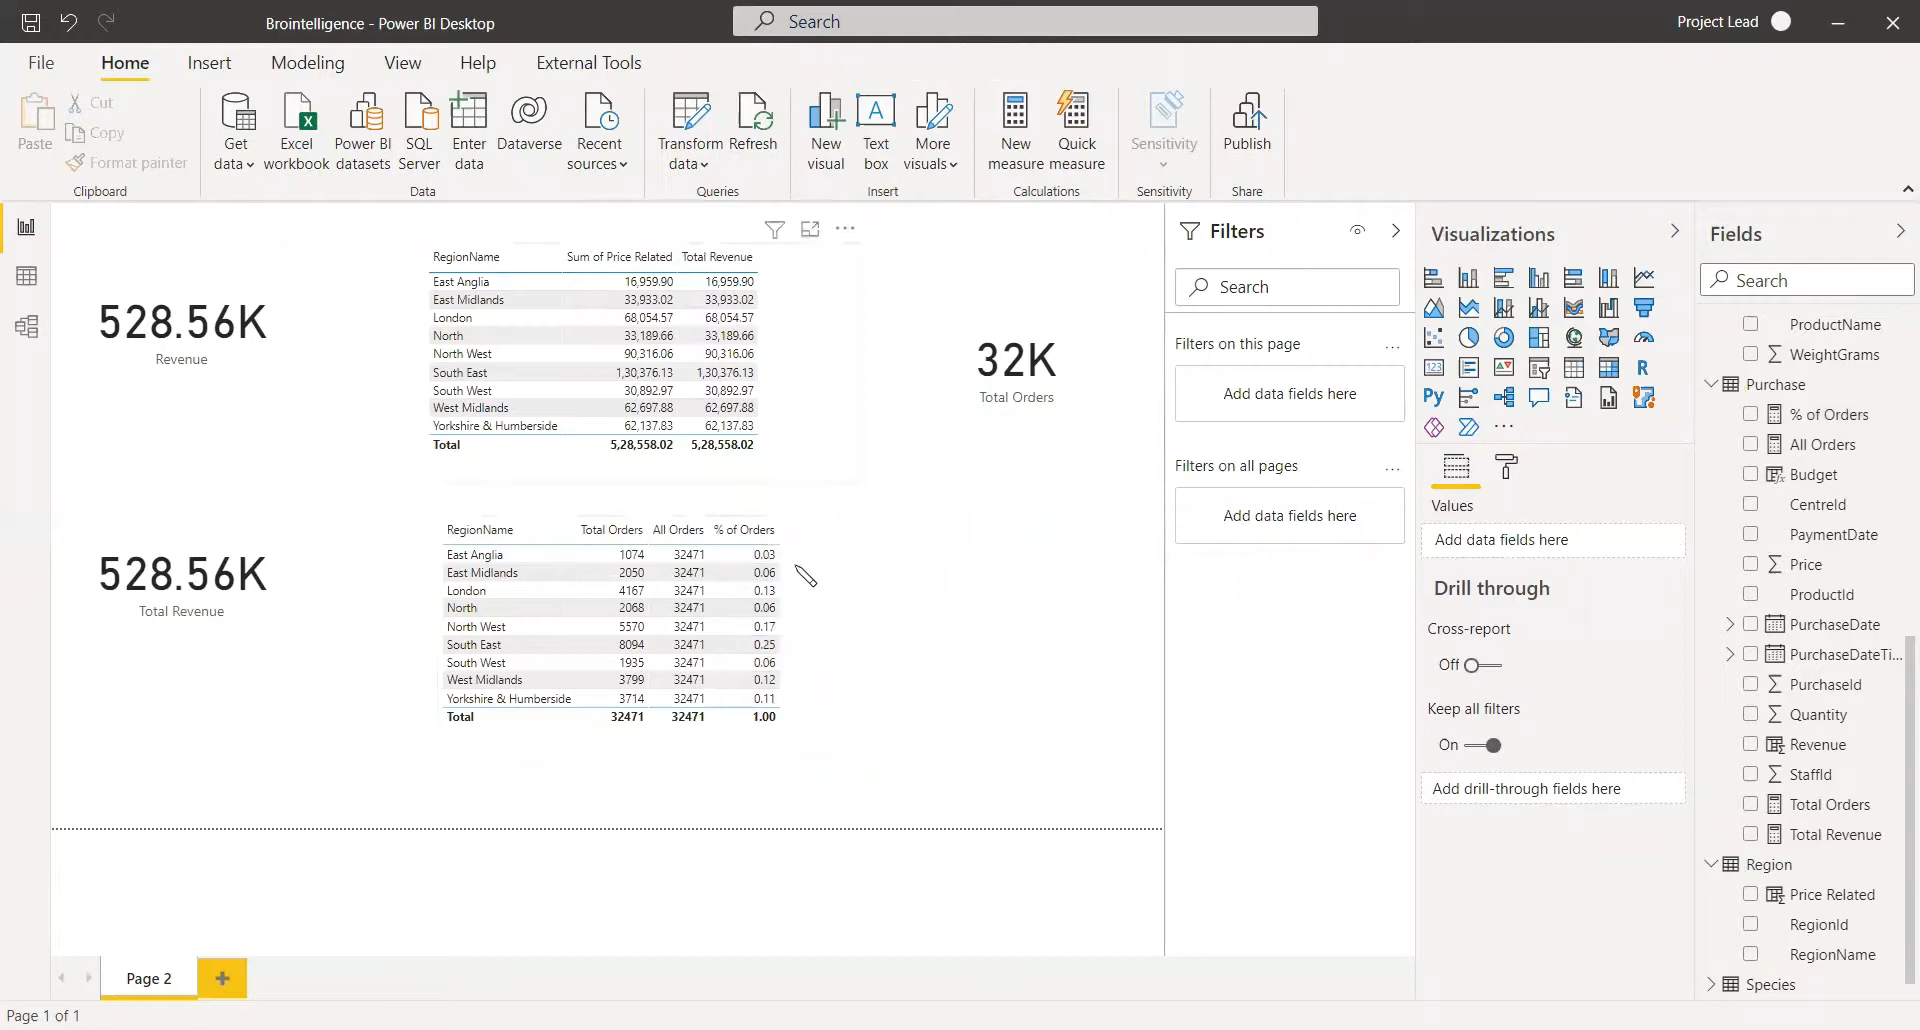 Brointelligence - Power BI Desktop
Search
Project Lead
File Home Insert Modeling View Help External Tools
Paste
Cut
Copy
Format painter
Clipboard
Get data
Excel workbook
Power BI datasets
SQL Server
Enter data
Dataverse
Recent sources
Data
Transform data
Refresh
Queries
New visual
A
Text box
More visuals
Insert
New measure
Quick measure
Calculations
Sensitivity
Sensitivity
Publish
Share
528.56K
Revenue
RegionName Sum of Price Related Total Revenue
East Anglia 16,959.90 16,959.90
East Midlands 33,933.02 33,933.02
London 68,054.57 68,054.57
North 33,189.66 33,189.66
North West 90,316.06 90,316.06
South East 1,30,376.13 1,30,376.13
South West 30,892.97 30,892.97
West Midlands 62,697.88 62,697.88
Yorkshire & Humberside 62,137.83 62,137.83
Total 5,28,558.02 5,28,558.02
32K
Total Orders
528.56K
Total Revenue
RegionName Total Orders All Orders % of Orders
East Anglia 1074 32471 0.03
East Midlands 2050 32471 0.06
London 4167 32471 0.13
North 2068 32471 0.06
North West 5570 32471 0.17
South East 8094 32471 0.25
South West 1935 32471 0.06
West Midlands 3799 32471 0.12
Yorkshire & Humberside 3714 32471 0.11
Total 32471 32471 1.00
Filters
Search
Filters on this page ...
Add data fields here
Filters on all pages ...
Add data fields here
Visualizations
123
R
Py
...
Values
Add data fields here
Drill through
Cross-report
Off
Keep all filters
On
Add drill-through fields here
Fields
Search
ProductName
WeightGrams
Purchase
% of Orders
All Orders
Budget
CentreId
PaymentDate
Price
ProductId
PurchaseDate
PurchaseDateTi...
PurchaseId
Quantity
Revenue
StaffId
Total Orders
Total Revenue
Region
Price Related
RegionId
RegionName
Species
Page 2
Page 1 of 1